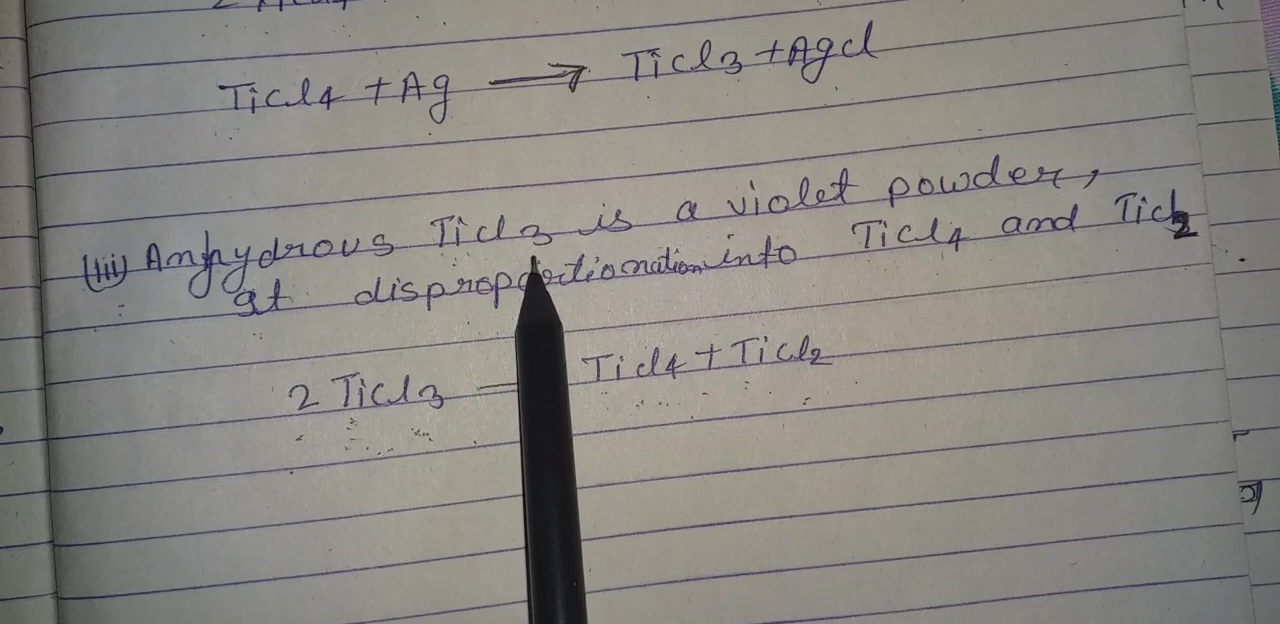 TiCl4 + Ag → TiCl3 + AgCl
(iii) Anhydrous TiCl3 is a violet powder,
It disproportionation into TiCl4 and TiCl2
2 TiCl3 — TiCl4 + TiCl2